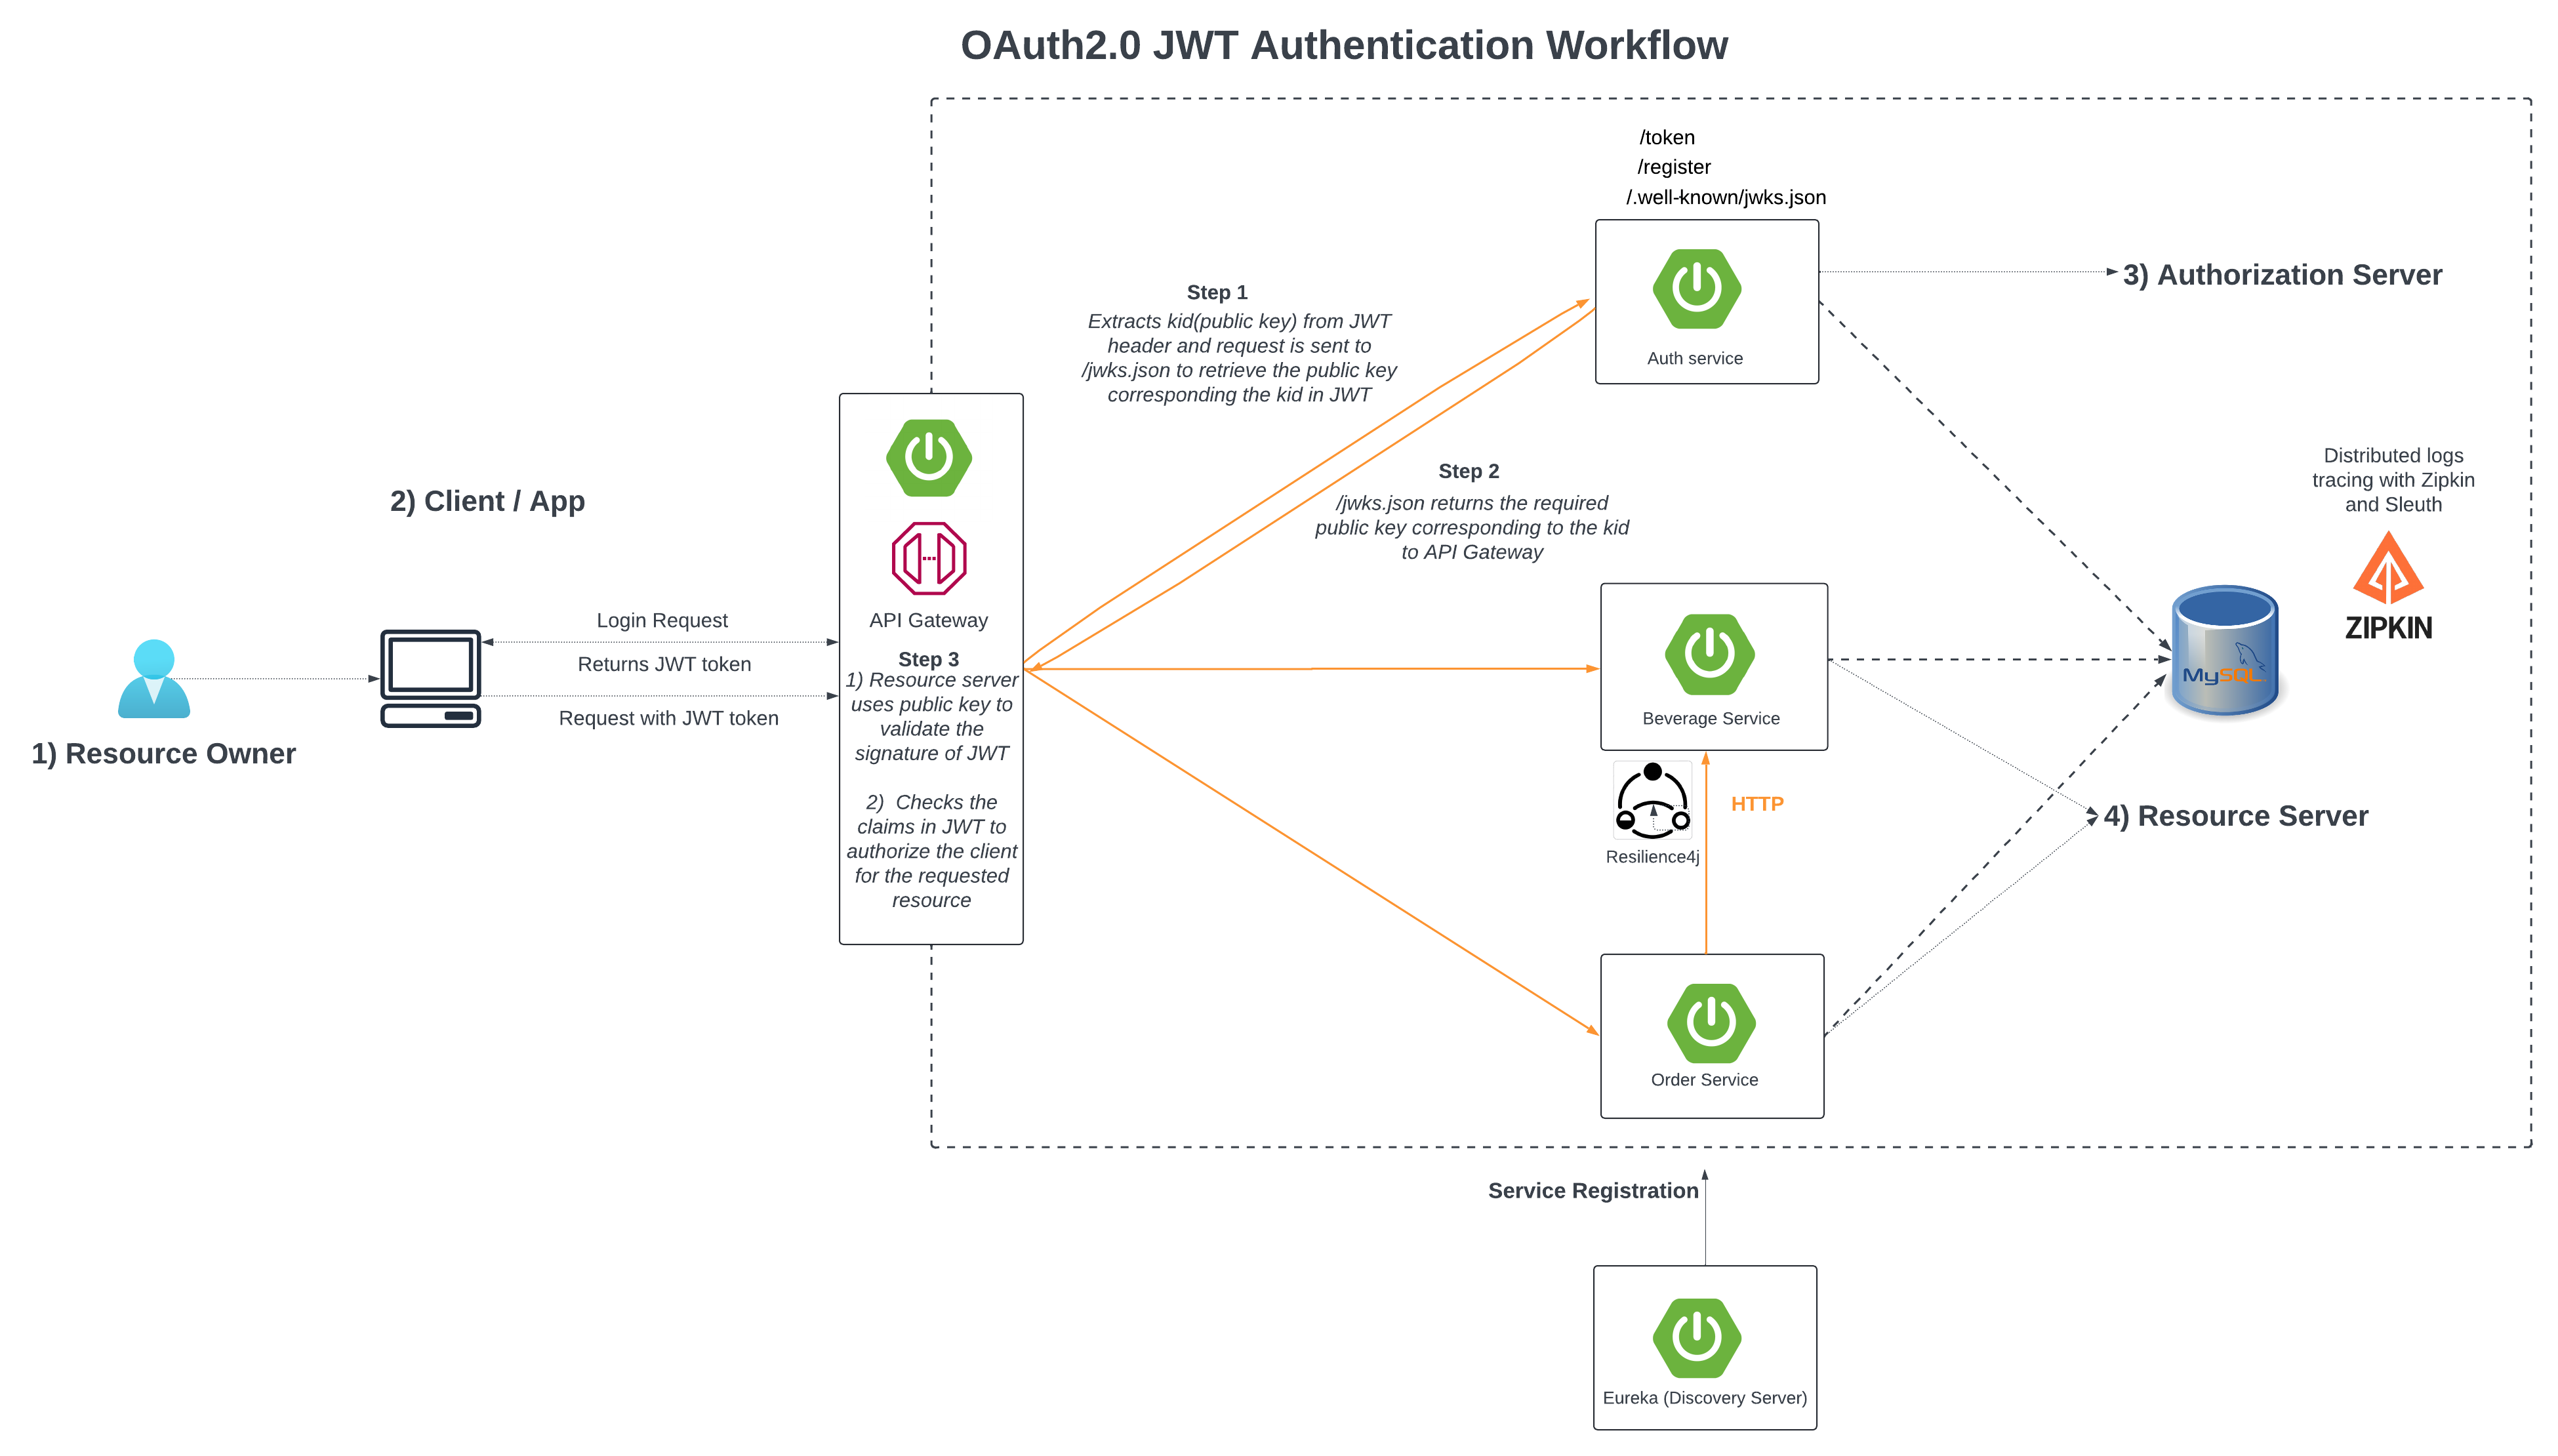 OAuth2.0 JWT Authentication Workflow
/token
/register
/.well-known/jwks.json
Auth service
3) Authorization Server
Step 1
Extracts kid(public key) from JWT
header and request is sent to
/jwks.json to retrieve the public key
corresponding the kid in JWT
Step 2
/jwks.json returns the required
public key corresponding to the kid
to API Gateway
Distributed logs
tracing with Zipkin
and Sleuth
ZIPKIN
MySQL
2) Client / App
Login Request
Returns JWT token
Request with JWT token
1) Resource Owner
API Gateway
Step 3
1) Resource server
uses public key to
validate the
signature of JWT
2)  Checks the
claims in JWT to
authorize the client
for the requested
resource
Beverage Service
HTTP
Resilience4j
4) Resource Server
Order Service
Service Registration
Eureka (Discovery Server)